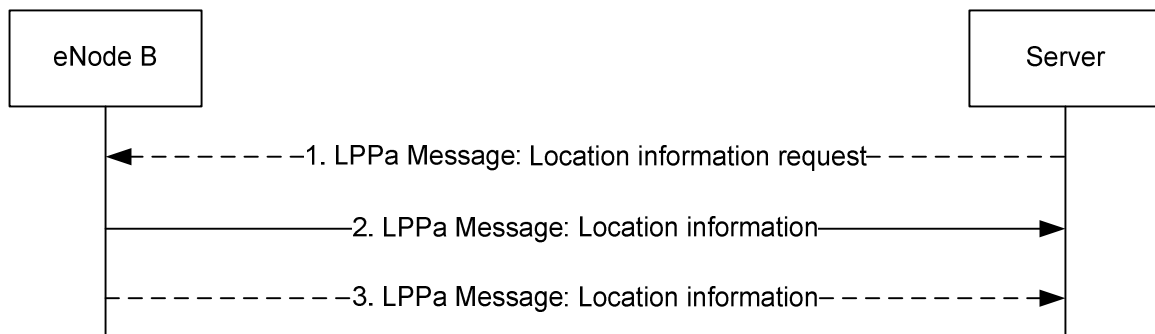 eNode B
Server
1. LPPa Message: Location information request
2. LPPa Message: Location information
3. LPPa Message: Location information